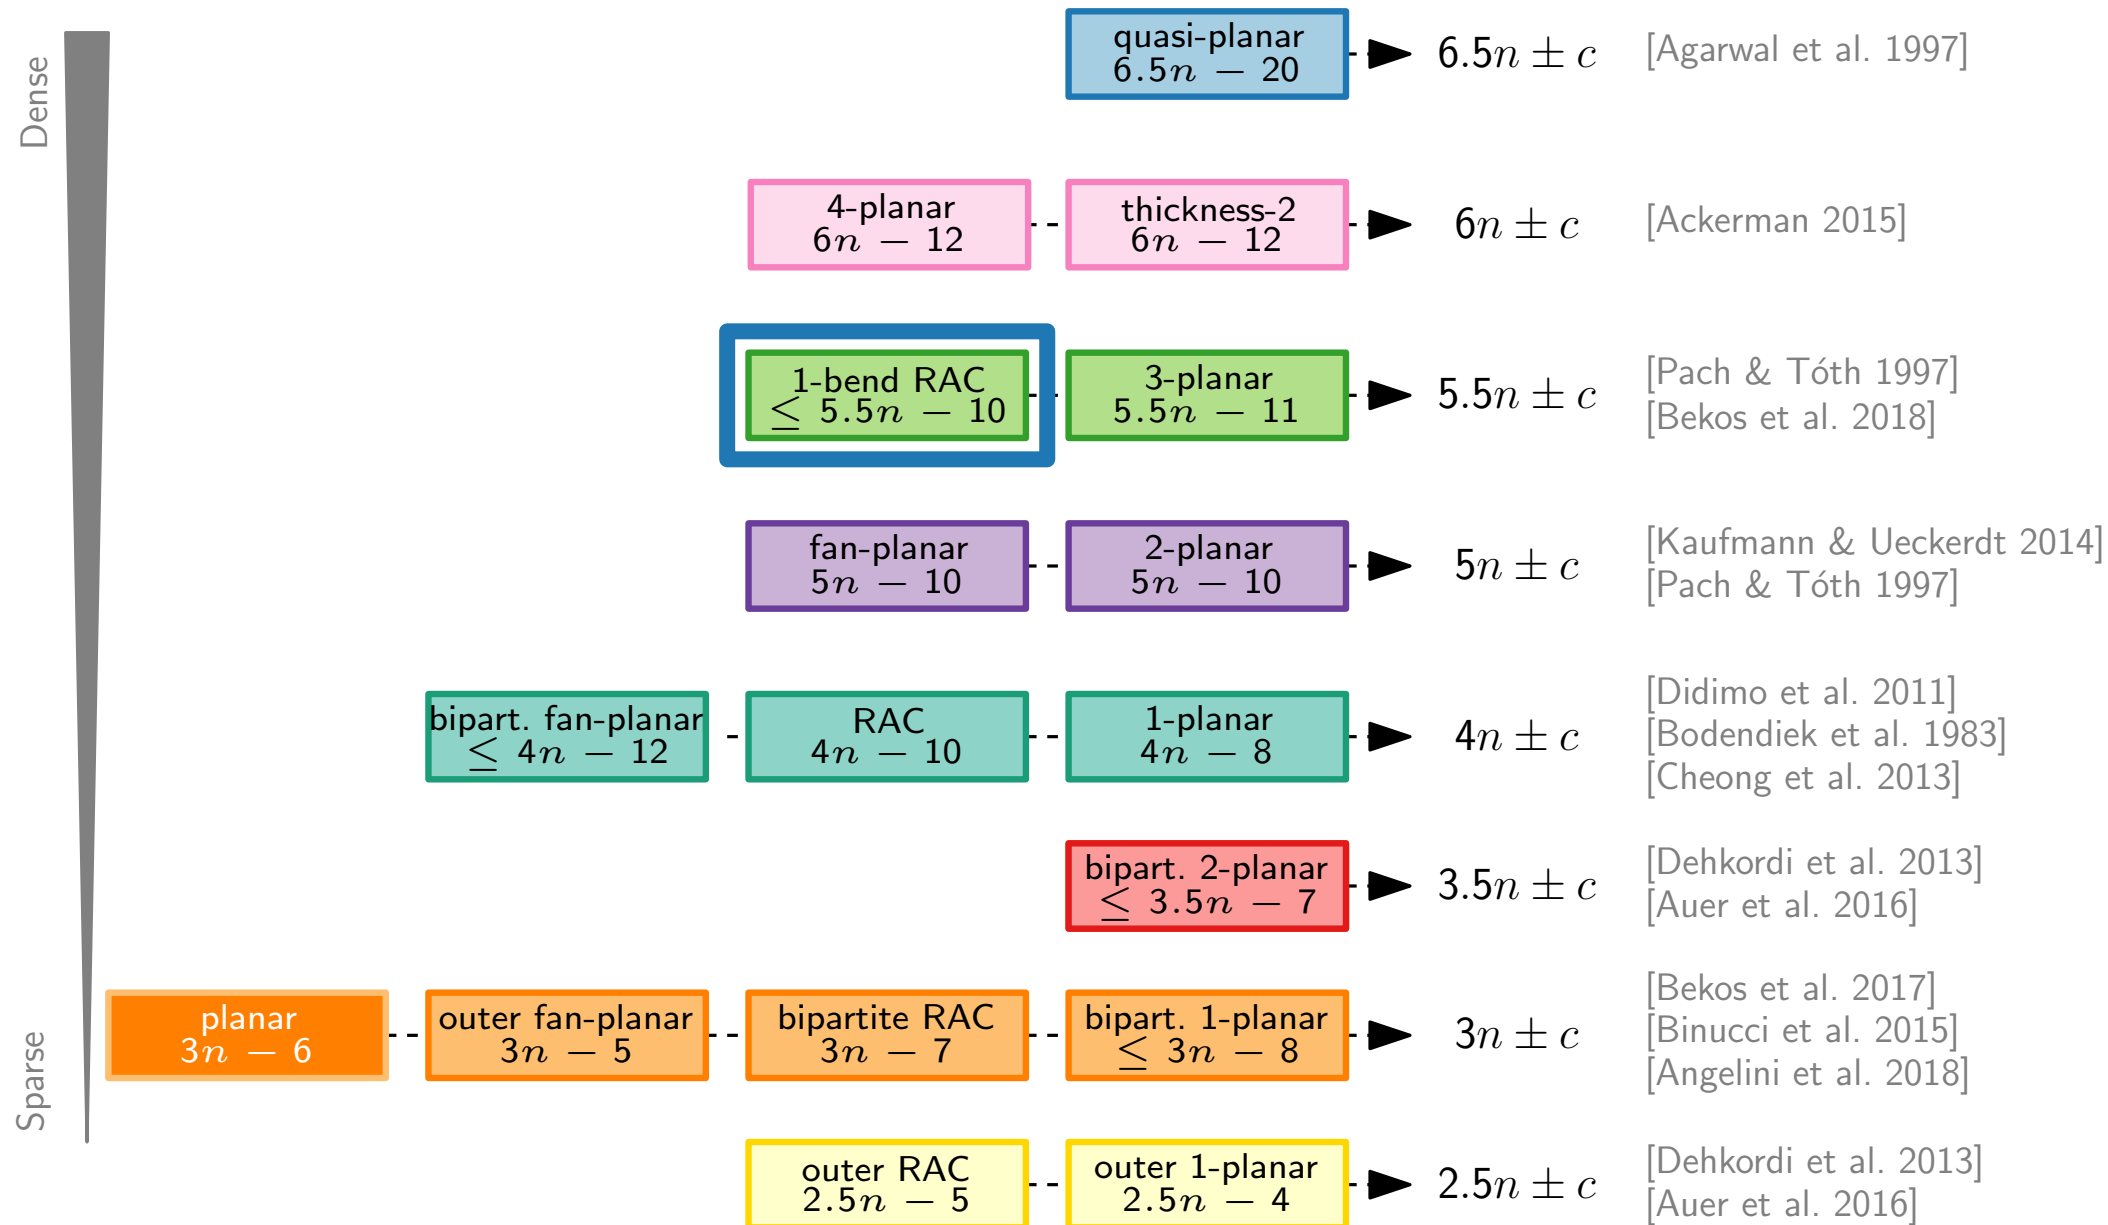 Dense
quasi-planar
6.5n − 20
6.5n ± c
[Agarwal et al. 1997]
4-planar
6n − 12
thickness-2
6n − 12
6n ± c
[Ackerman 2015]
1-bend RAC
≤ 5.5n − 10
3-planar
5.5n − 11
5.5n ± c
[Pach & Tóth 1997]
[Bekos et al. 2018]
fan-planar
5n − 10
2-planar
5n − 10
5n ± c
[Kaufmann & Ueckerdt 2014]
[Pach & Tóth 1997]
bipart. fan-planar
≤ 4n − 12
RAC
4n − 10
1-planar
4n − 8
4n ± c
[Didimo et al. 2011]
[Bodendiek et al. 1983]
[Cheong et al. 2013]
bipart. 2-planar
≤ 3.5n − 7
3.5n ± c
[Dehkordi et al. 2013]
[Auer et al. 2016]
Sparse
planar
3n − 6
outer fan-planar
3n − 5
bipartite RAC
3n − 7
bipart. 1-planar
≤ 3n − 8
3n ± c
[Bekos et al. 2017]
[Binucci et al. 2015]
[Angelini et al. 2018]
outer RAC
2.5n − 5
outer 1-planar
2.5n − 4
2.5n ± c
[Dehkordi et al. 2013]
[Auer et al. 2016]